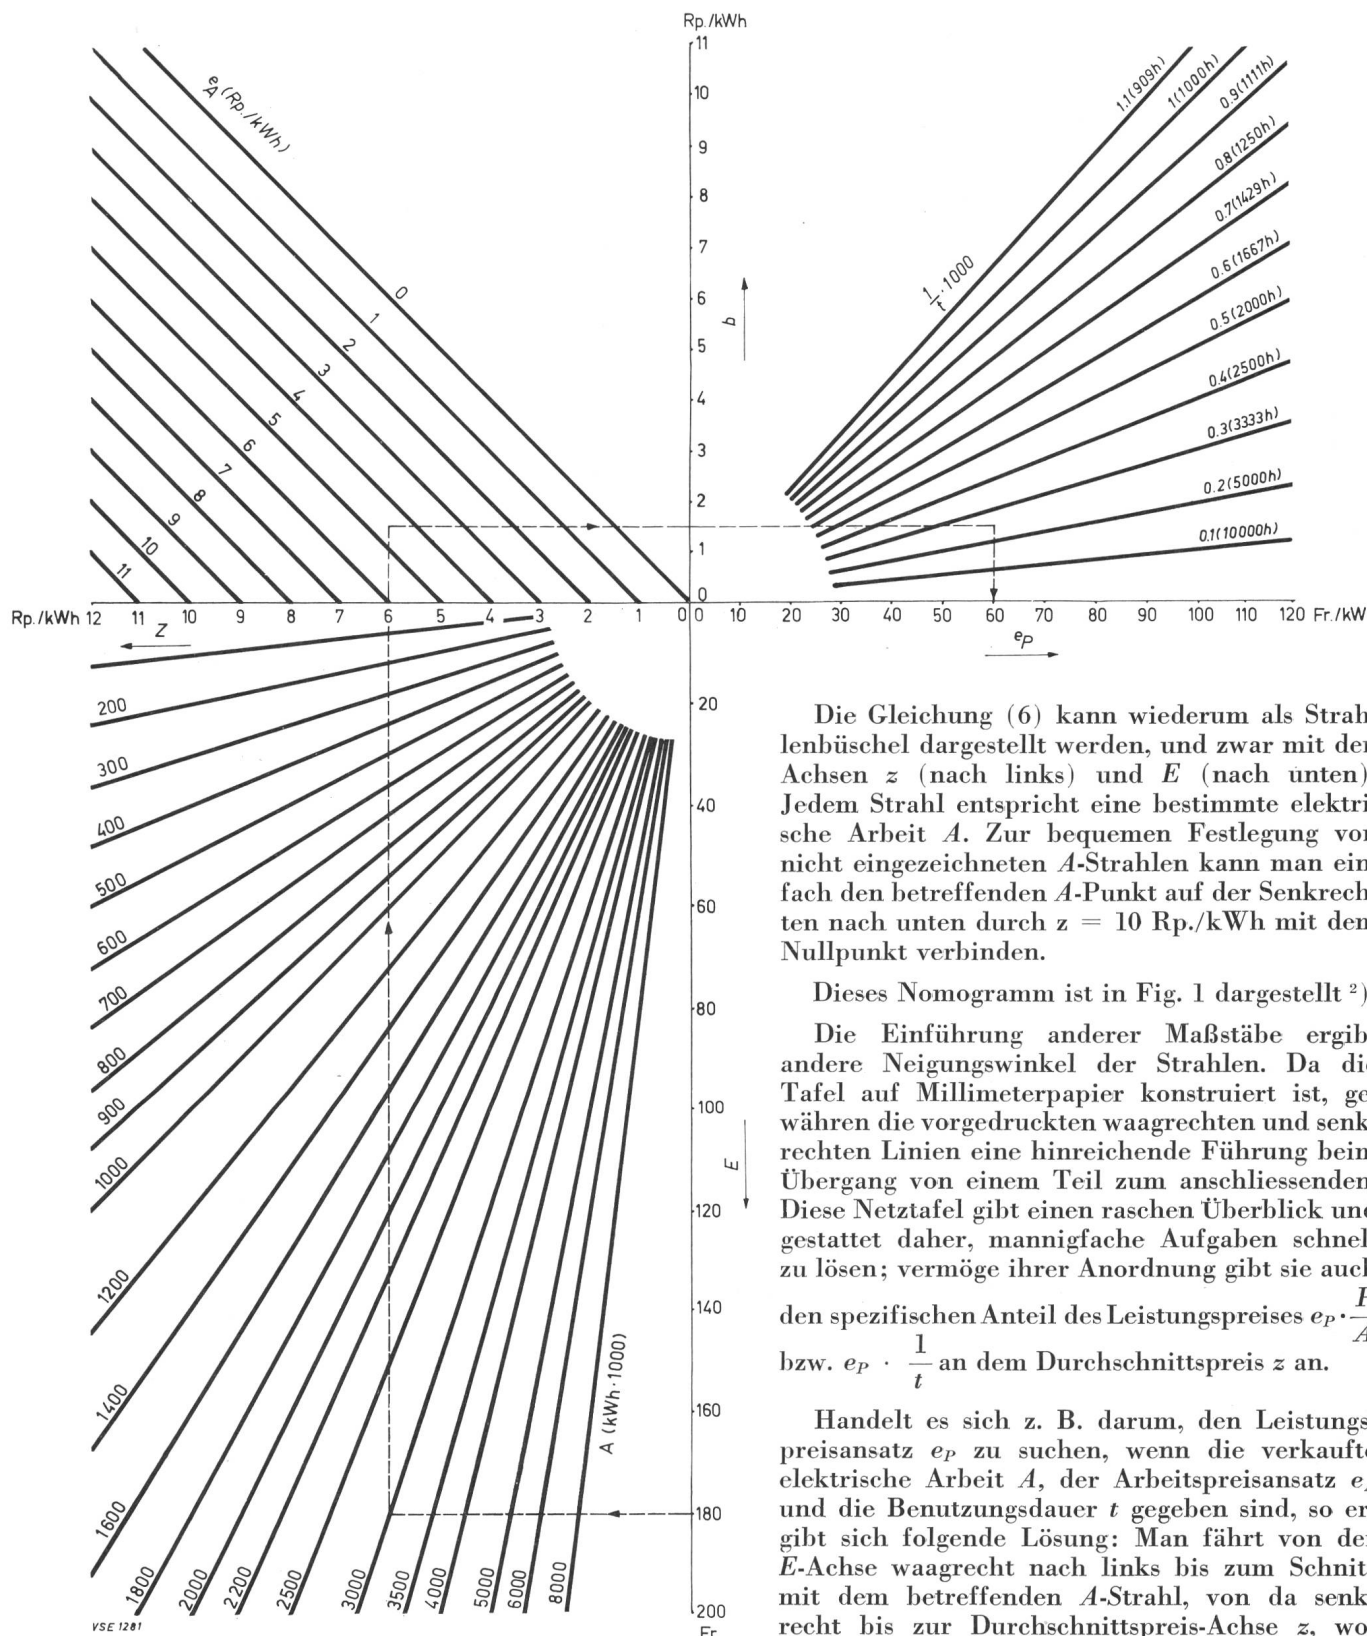 Rp./kWh
11
10
9
8
7
6
5
4
3
2
1
0
b
eA (Rp./kWh)
0
1
2
3
4
5
6
7
8
9
10
11
1/t · 1000
1.1(909h)
1(1000h)
0.9(1111h)
0.8(1250h)
0.7(1429h)
0.6(1667h)
0.5(2000h)
0.4(2500h)
0.3(3333h)
0.2(5000h)
0.1(10000h)
Rp./kWh 12 11 10 9 8 7 6 5 4 3 2 1 0 0 10 20 30 40 50 60 70 80 90 100 110 120 Fr./kW
Z
eP
200
300
400
500
600
700
800
900
1000
1200
1400
1600
1800
2000
2200
2500
3000
3500
4000
5000
6000
8000
A (kWh·1000)
20
40
60
80
100
120
140
160
180
200
E
Fr.
VSE 1281
Die Gleichung (6) kann wiederum als Strah
lenbüschel dargestellt werden, und zwar mit den
Achsen z (nach links) und E (nach unten)
Jedem Strahl entspricht eine bestimmte elektri
sche Arbeit A. Zur bequemen Festlegung von
nicht eingezeichneten A-Strahlen kann man ein
fach den betreffenden A-Punkt auf der Senkrech
ten nach unten durch z = 10 Rp./kWh mit dem
Nullpunkt verbinden.
Dieses Nomogramm ist in Fig. 1 dargestellt ²)
Die Einführung anderer Maßstäbe ergib
andere Neigungswinkel der Strahlen. Da die
Tafel auf Millimeterpapier konstruiert ist, ge
währen die vorgedruckten waagrechten und senk
rechten Linien eine hinreichende Führung beim
Übergang von einem Teil zum anschliessenden
Diese Netztafel gibt einen raschen Überblick und
gestattet daher, mannigfache Aufgaben schnel
zu lösen; vermöge ihrer Anordnung gibt sie auch
den spezifischen Anteil des Leistungspreises eP · P/A
bzw. eP · 1/t an dem Durchschnittspreis z an.
Handelt es sich z. B. darum, den Leistungs
preisansatz eP zu suchen, wenn die verkaufte
elektrische Arbeit A, der Arbeitspreisansatz e
und die Benutzungsdauer t gegeben sind, so er
gibt sich folgende Lösung: Man fährt von der
E-Achse waagrecht nach links bis zum Schnit
mit dem betreffenden A-Strahl, von da senk
recht bis zur Durchschnittspreis-Achse z, wo